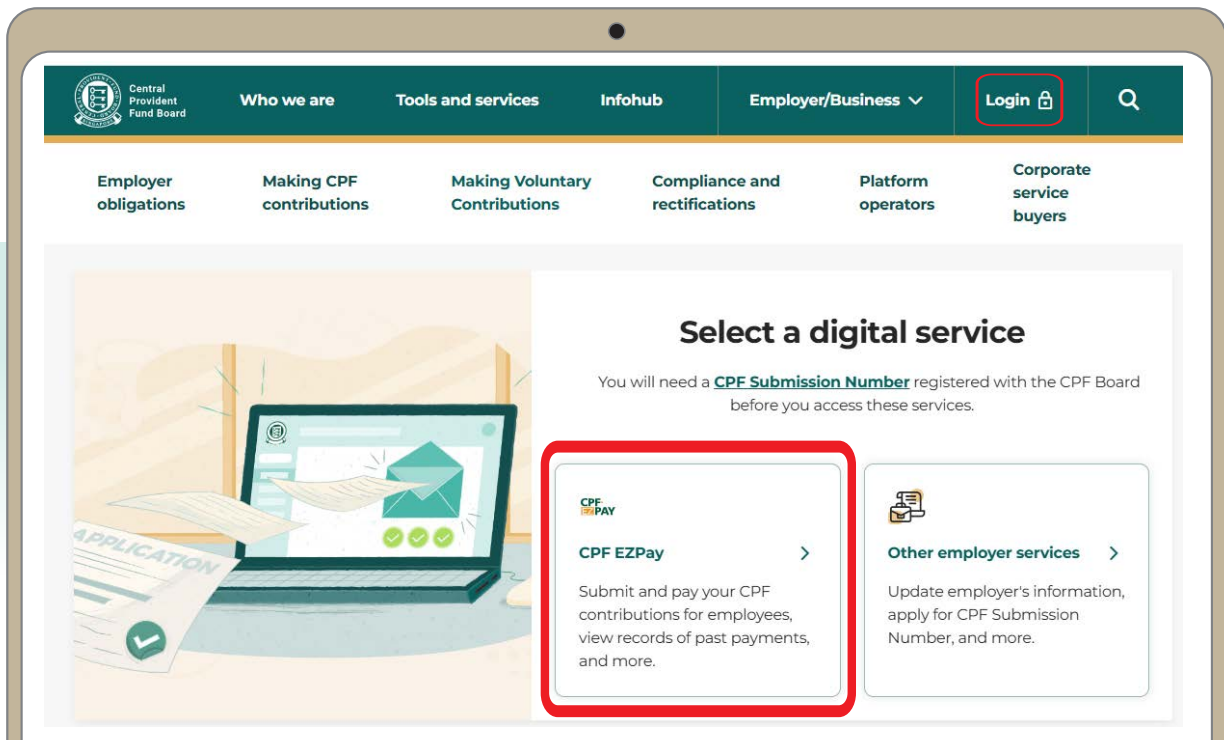 Central
Provident
Fund Board
Who we are
Tools and services
Infohub
Employer/Business
Login
Employer
obligations
Making CPF
contributions
Making Voluntary
Contributions
Compliance and
rectifications
Platform
operators
Corporate
service
buyers
Select a digital service
You will need a CPF Submission Number registered with the CPF Board
before you access these services.
APPLICATION
CPF
EZPAY
CPF EZPay
Submit and pay your CPF
contributions for employees,
view records of past payments,
and more.
Other employer services
Update employer's information,
apply for CPF Submission
Number, and more.